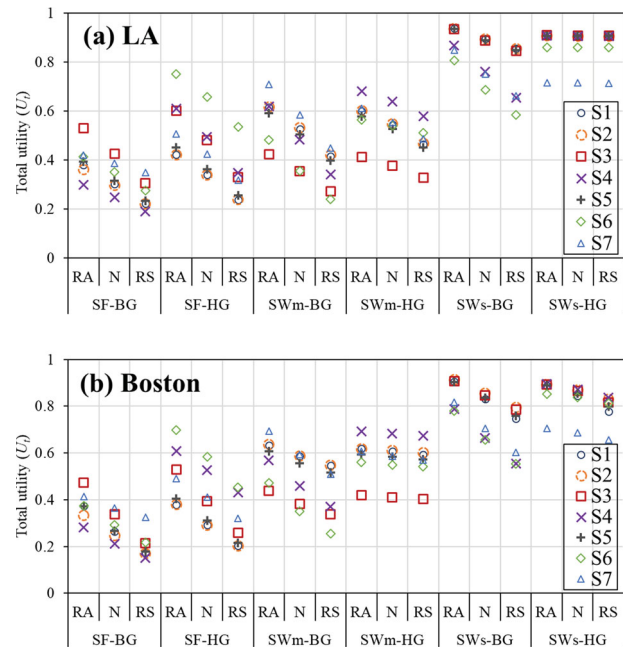 (a) LA
Total utility (Ut)
1
0.8
0.6
0.4
0.2
0
S1
S2
S3
S4
S5
S6
S7
RA N RS RA N RS RA N RS RA N RS RA N RS RA N RS
SF-BG SF-HG SWm-BG SWm-HG SWs-BG SWs-HG
(b) Boston
Total utility (Ut)
1
0.8
0.6
0.4
0.2
0
S1
S2
S3
S4
S5
S6
S7
RA N RS RA N RS RA N RS RA N RS RA N RS RA N RS
SF-BG SF-HG SWm-BG SWm-HG SWs-BG SWs-HG